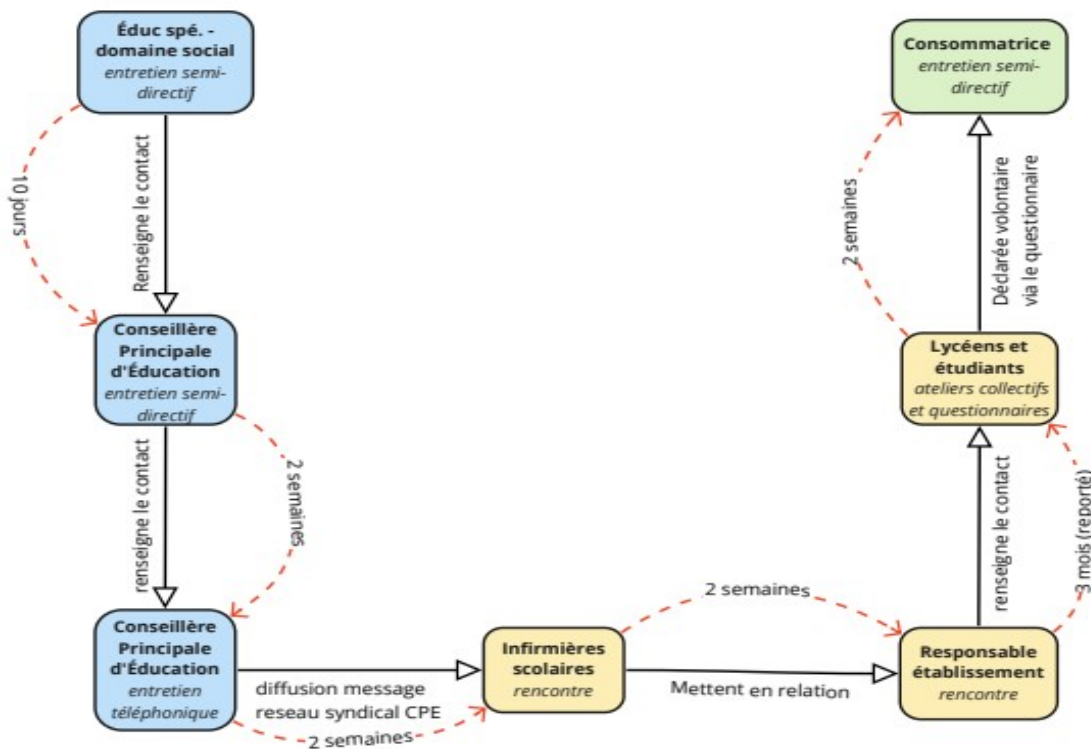 Éduc spé. -
domaine social
entretien semi-
directif
10 jours
Renseigne le contact
Conseillère
Principale
d'Éducation
entretien semi-
directif
renseigne le contact
2 semaines
Conseillère
Principale
d'Éducation
entretien
téléphonique
diffusion message
reseau syndical CPE
2 semaines
Infirmières
scolaires
rencontre
2 semaines
Mettent en relation
Responsable
établissement
rencontre
renseigne le contact
3 mois (reporté)
Lycéens et
étudiants
ateliers collectifs
et questionnaires
2 semaines
Déclarée volontaire
via le questionnaire
Consommatrice
entretien semi-
directif